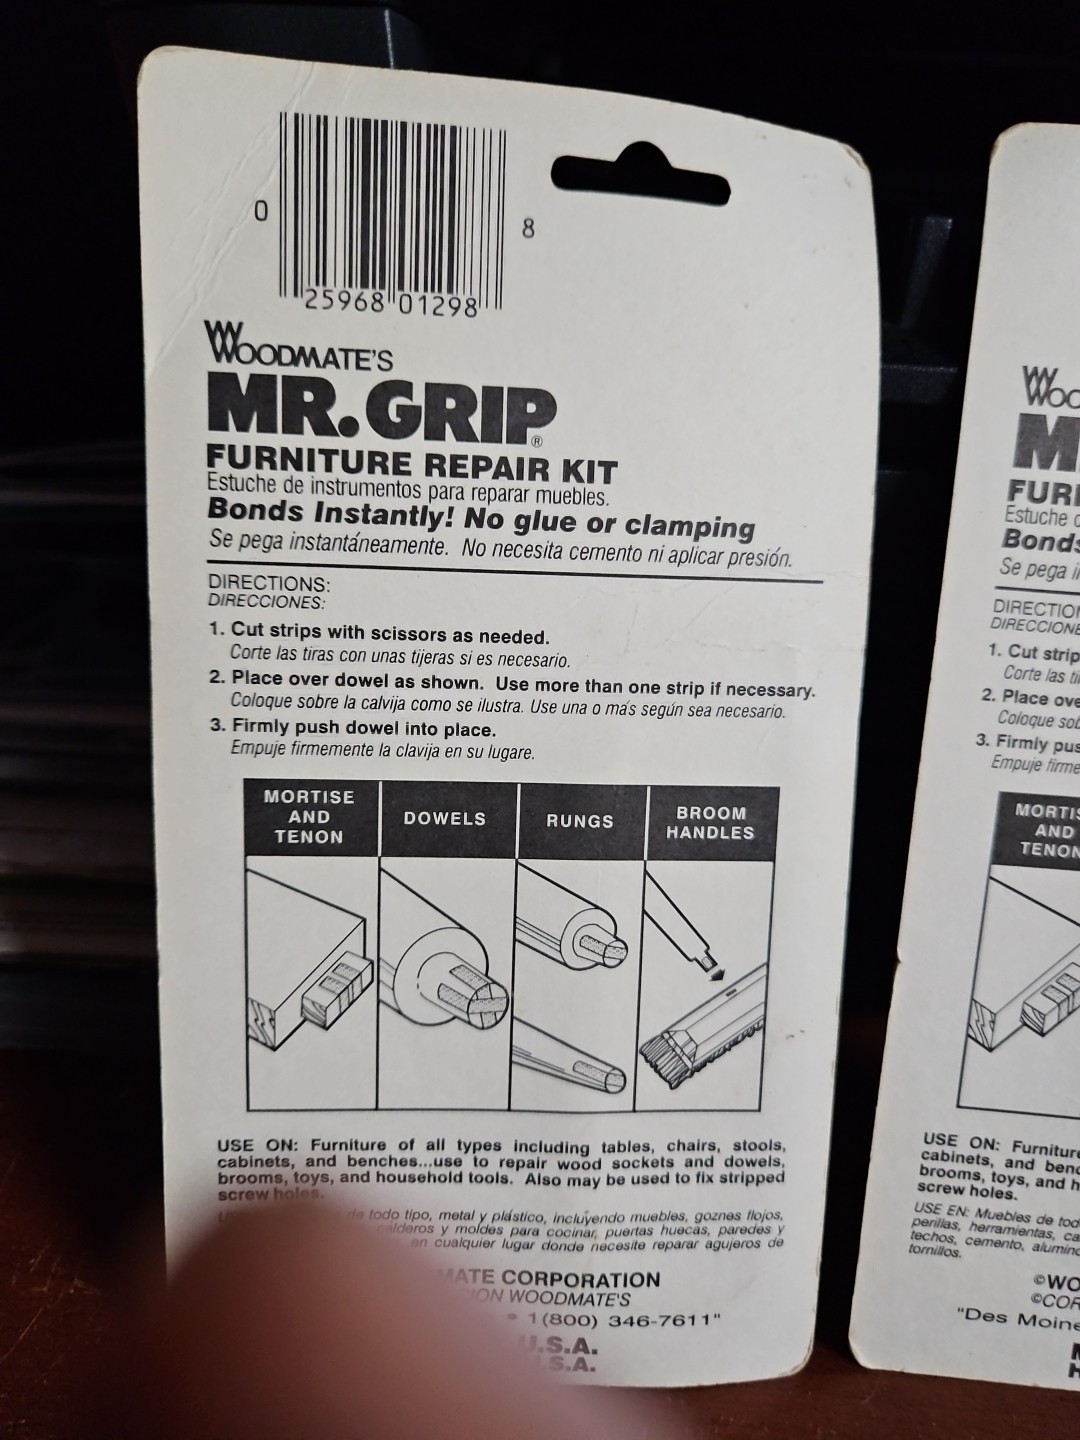 0
8
25968 01298
WOODMATE'S
MR. GRIP®
FURNITURE REPAIR KIT
Estuche de instrumentos para reparar muebles.
Bonds Instantly! No glue or clamping
Se pega instantáneamente. No necesita cemento ni aplicar presión.
DIRECTIONS:
DIRECCIONES:
1. Cut strips with scissors as needed.
Corte las tiras con unas tijeras si es necesario.
2. Place over dowel as shown. Use more than one strip if necessary.
Coloque sobre la calvija como se ilustra. Use una o más según sea necesario.
3. Firmly push dowel into place.
Empuje firmemente la clavija en su lugare.
MORTISE
AND
TENON
DOWELS
RUNGS
BROOM
HANDLES
USE ON: Furniture of all types including tables, chairs, stools,
cabinets, and benches...use to repair wood sockets and dowels,
brooms, toys, and household tools. Also may be used to fix stripped
screw holes.
de todo tipo, metal y plástico, incluyendo muebles, goznes flojos,
calderos y moldes para cocinar, puertas huecas, paredes y
en cualquier lugar donde necesite reparar agujeros de
MATE CORPORATION
ION WOODMATE'S
1 (800) 346-7611"
U.S.A.
S.A.
WOO
M
FURI
Estuche
Bonds
Se pega i
DIRECTIO
DIRECCIONE
1. Cut strip
Corte las ti
2. Place ove
Coloque sob
3. Firmly pus
Empuje firme
MORTIS
AND
TENON
USE ON: Furniture
cabinets, and benc
brooms, toys, and h
screw holes.
USE EN: Muebles de tod
perillas, herramientas, ca
techos, cemento, alumin
tornillos.
©WO
©COR
"Des Moine